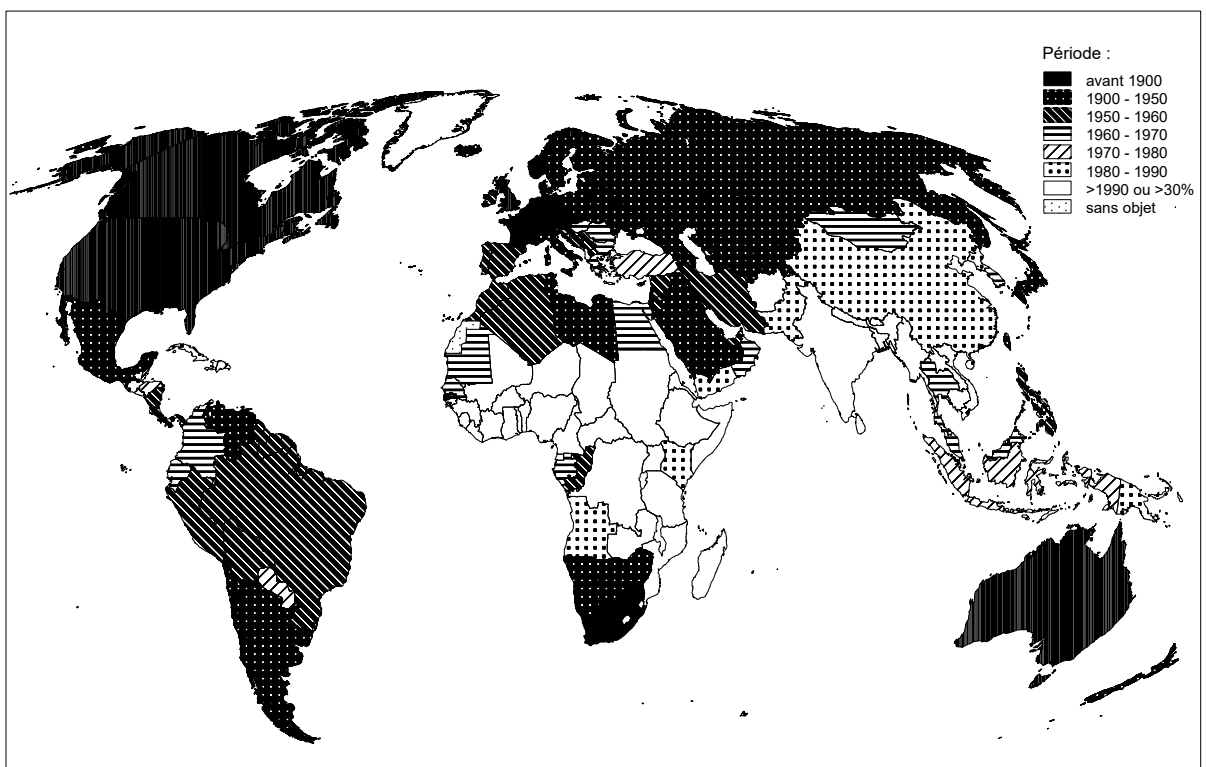 Période :
avant 1900
1900 - 1950
1950 - 1960
1960 - 1970
1970 - 1980
1980 - 1990
>1990 ou >30%
sans objet